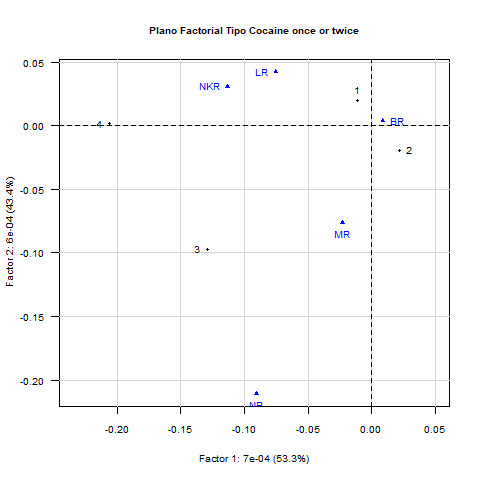 Plano Factorial Tipo Cocaine once or twice
0.05
0.00
-0.05
-0.10
-0.15
-0.20
Factor 2: 6e-04 (43.4%)
LR
NKR
1
BR
4
2
MR
3
-0.20
-0.15
-0.10
-0.05
0.00
0.05
Factor 1: 7e-04 (53.3%)